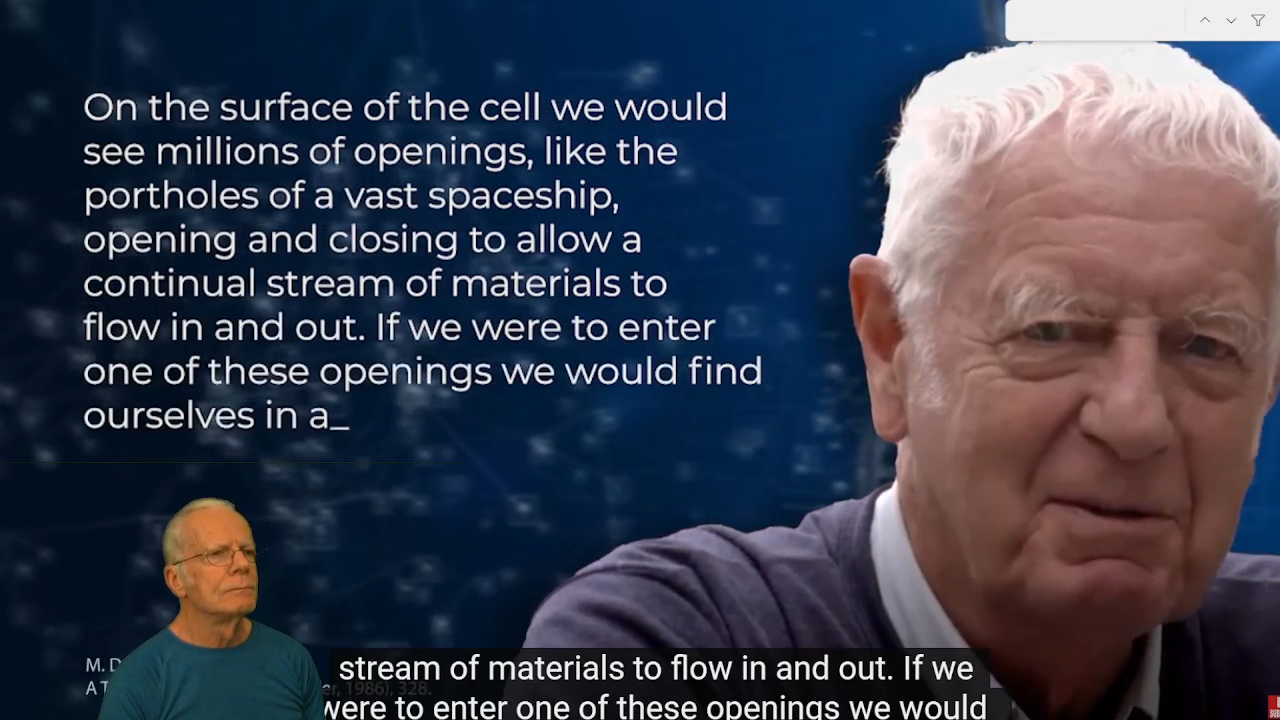 On the surface of the cell we would
see millions of openings, like the
portholes of a vast spaceship,
opening and closing to allow a
continual stream of materials to
flow in and out. If we were to enter
one of these openings we would find
ourselves in a_
M. D
A T
1986), 328.
stream of materials to flow in and out. If we
were to enter one of these openings we would